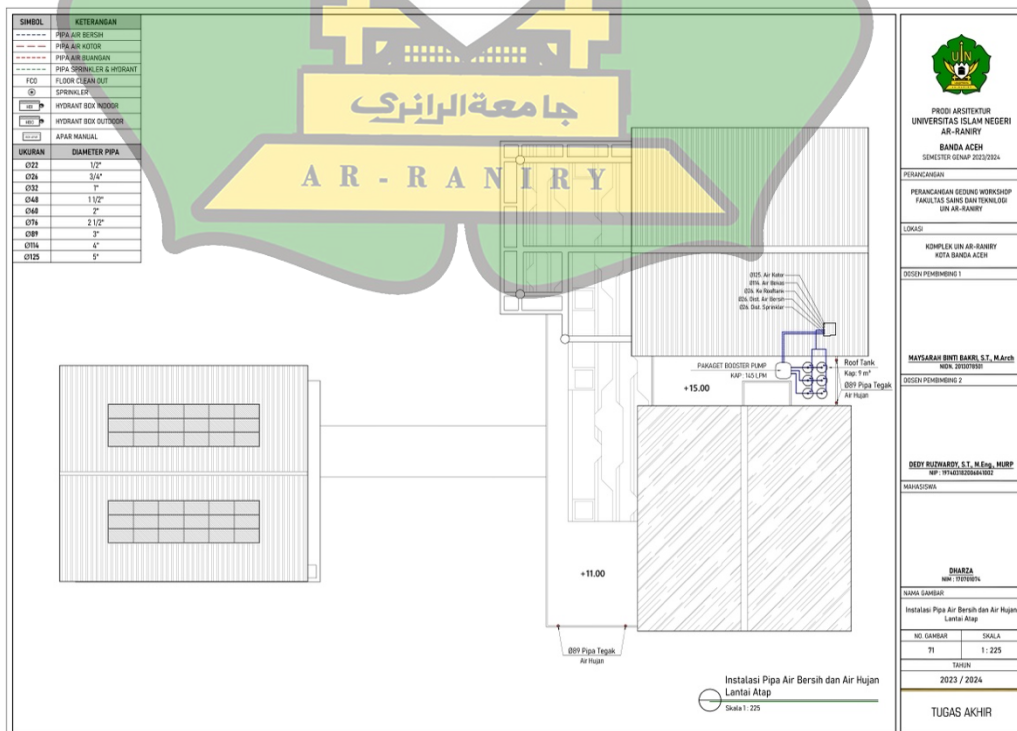 SIMBOL KETERANGAN
PIPA AIR BERSIH
PIPA AIR KOTOR
PIPA AIR BUANGAN
PIPA SPRINKLER & HYDRANT
FCO FLOOR CLEAN OUT
SPRINKLER
HYDRANT BOX INDOOR
HYDRANT BOX OUTDOOR
APAR MANUAL
UKURAN DIAMETER PIPA
Ø22 1/2"
Ø26 3/4"
Ø32 1"
Ø48 1 1/2"
Ø60 2"
Ø76 2 1/2"
Ø89 3"
Ø114 4"
Ø125 5"
جامعة الرانري
AR-RANIRY
Ø125. Air Kotor
Ø114. Air Bekas
Ø26. Ke Rooftank
Ø26. Dist. Air Bersih
Ø26. Dist. Sprinkler
PAKAGET BOOSTER PUMP
KAP : 145 LPM
Roof Tank
Kap: 9 m³
Ø89 Pipa Tegak
Air Hujan
+15.00
+11.00
Ø89 Pipa Tegak
Air Hujan
Instalasi Pipa Air Bersih dan Air Hujan
Lantai Atap
Skala 1 : 225
UIN
PRODI ARSITEKTUR
UNIVERSITAS ISLAM NEGERI
AR-RANIRY
BANDA ACEH
SEMESTER GENAP 2023/2024
PERANCANGAN
PERANCANGAN GEDUNG WORKSHOP
FAKULTAS SAINS DAN TEKNILOGI
UIN AR-RANIRY
LOKASI
KOMPLEK UIN AR-RANIRY
KOTA BANDA ACEH
DOSEN PEMBIMBING 1
MAYSARAH BINTI BAKRI, S.T., M.Arch
NIDN. 2013078501
DOSEN PEMBIMBING 2
DEDY RUZWARDY, S.T., M.Eng., MURP
MAHASISWA
DHARZA
NAMA GAMBAR
Instalasi Pipa Air Bersih dan Air Hujan
Lantai Atap
NO. GAMBAR SKALA
71 1 : 225
TAHUN
2023 / 2024
TUGAS AKHIR